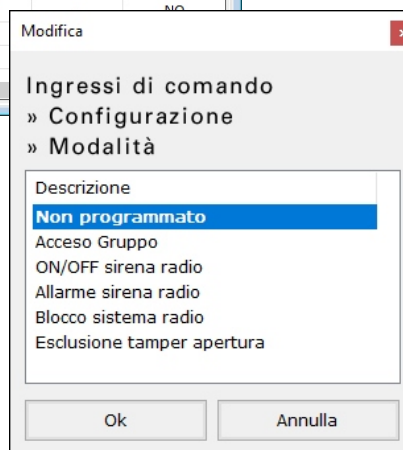 NO
Modifica
Ingressi di comando
» Configurazione
» Modalità
Descrizione
Non programmato
Acceso Gruppo
ON/OFF sirena radio
Allarme sirena radio
Blocco sistema radio
Esclusione tamper apertura
Ok
Annulla